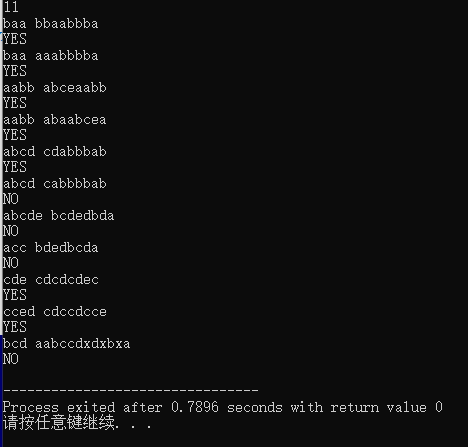 11
baa bbaabbba
YES
baa aaabbbba
YES
aabb abceaabb
YES
aabb abaabcea
YES
abcd cdabbbab
YES
abcd cabbbbab
NO
abcde bcdedbda
NO
acc bdedbcda
NO
cde cdcdcdec
YES
cced cdccdcce
YES
bcd aabccdxdxbxa
NO
--------------------------------
Process exited after 0.7896 seconds with return value 0
请按任意键继续. . .